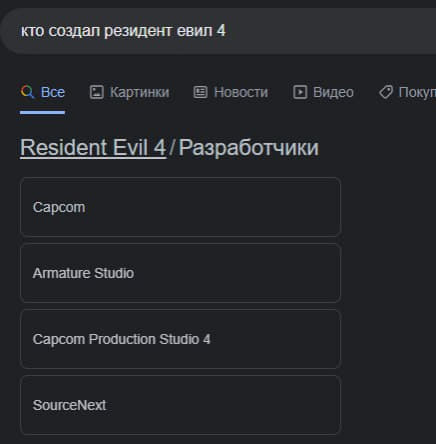 кто создал резидент евил 4
Все Картинки Новости Видео Покуп
Resident Evil 4/Разработчики
Capcom
Armature Studio
Capcom Production Studio 4
SourceNext